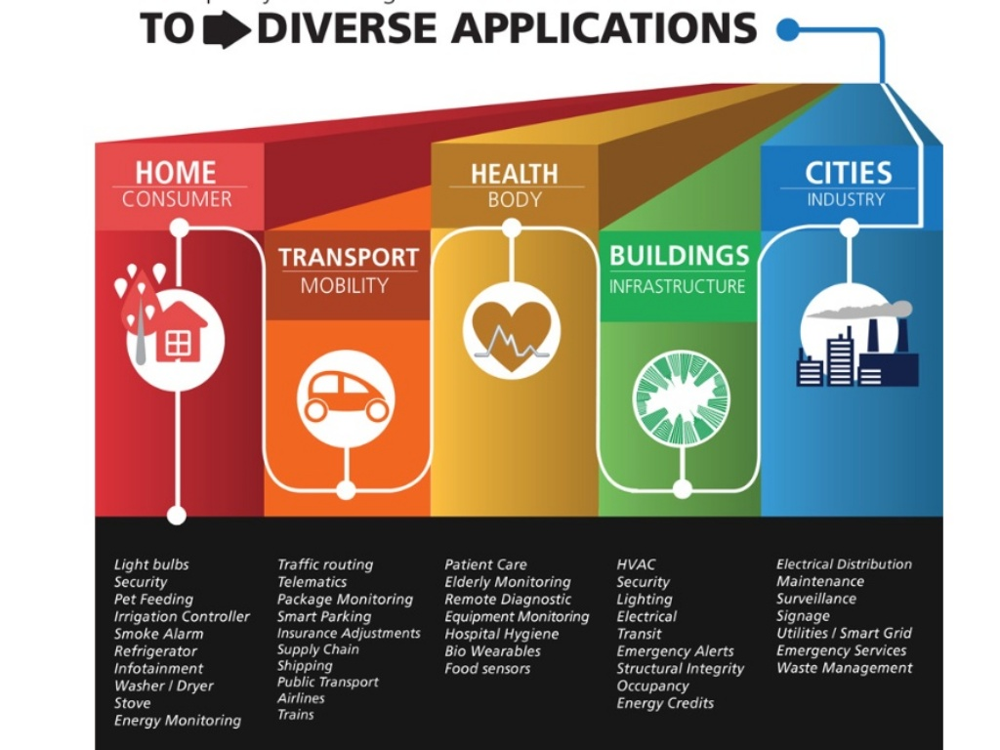 TO DIVERSE APPLICATIONS
HOME
CONSUMER
TRANSPORT
MOBILITY
HEALTH
BODY
BUILDINGS
INFRASTRUCTURE
CITIES
INDUSTRY
Light bulbs
Security
Pet Feeding
Irrigation Controller
Smoke Alarm
Refrigerator
Infotainment
Washer / Dryer
Stove
Energy Monitoring
Traffic routing
Telematics
Package Monitoring
Smart Parking
Insurance Adjustments
Supply Chain
Shipping
Public Transport
Airlines
Trains
Patient Care
Elderly Monitoring
Remote Diagnostic
Equipment Monitoring
Hospital Hygiene
Bio Wearables
Food sensors
HVAC
Security
Lighting
Electrical
Transit
Emergency Alerts
Structural Integrity
Occupancy
Energy Credits
Electrical Distribution
Maintenance
Surveillance
Signage
Utilities / Smart Grid
Emergency Services
Waste Management